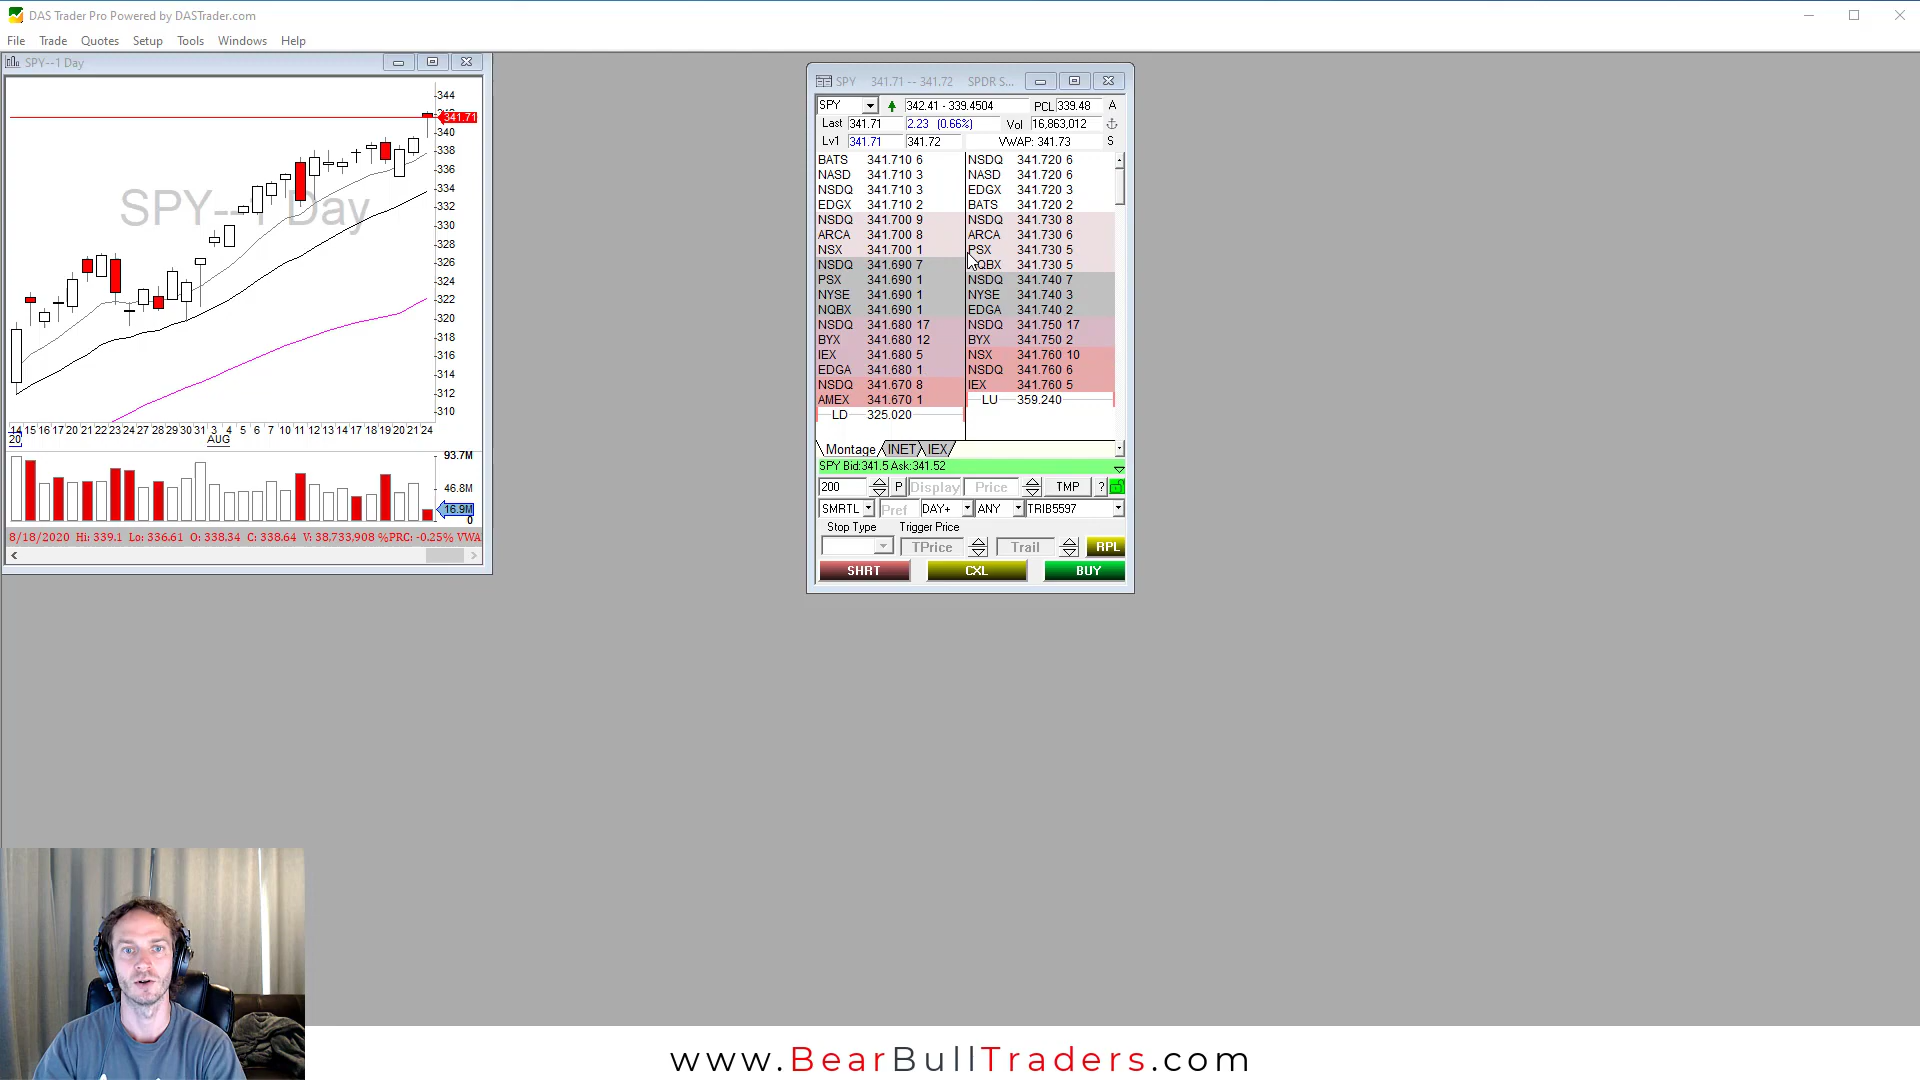 DAS Trader Pro Powered by DASTrader.com
File Trade Quotes Setup Tools Windows Help
SPY--1 Day
SPY--1 Day
344
341.71
340
338
336
334
332
330
328
326
324
322
320
318
316
314
312
310
14 15 16 17 20 21 22 23 24 27 28 29 30 31 3 4 5 6 7 10 11 12 13 14 17 18 19 20 21 24
20 AUG
93.7M
46.8M
16.9M
0
8/18/2020 Hi: 339.1 Lo: 336.61 O: 338.34 C: 338.64 V: 38,733,908 %PRC: -0.25% VWA
SPY 341.71 -- 341.72 SPDR S...
SPY 342.41 - 339.4504 PCL 339.48 A
Last 341.71 2.23 (0.66%) Vol 16,863,012
Lv1 341.71 341.72 VWAP: 341.73 S
BATS 341.710 6 NSDQ 341.720 6
NASD 341.710 3 NASD 341.720 6
NSDQ 341.710 3 EDGX 341.720 3
EDGX 341.710 2 BATS 341.720 2
NSDQ 341.700 9 NSDQ 341.730 8
ARCA 341.700 8 ARCA 341.730 6
NSX 341.700 1 PSX 341.730 5
NSDQ 341.690 7 QBX 341.730 5
PSX 341.690 1 NSDQ 341.740 7
NYSE 341.690 1 NYSE 341.740 3
NQBX 341.690 1 EDGA 341.740 2
NSDQ 341.680 17 NSDQ 341.750 17
BYX 341.680 12 BYX 341.750 2
IEX 341.680 5 NSX 341.760 10
EDGA 341.680 1 NSDQ 341.760 6
NSDQ 341.670 8 IEX 341.760 5
AMEX 341.670 1 LU 359.240
LD 325.020
Montage INET IEX
SPY Bid:341.5 Ask:341.52
200 P Display Price TMP ?
SMRTL Pref DAY+ ANY TRIB5597
Stop Type Trigger Price
TPrice Trail RPL
SHRT CXL BUY
www.BearBullTraders.com